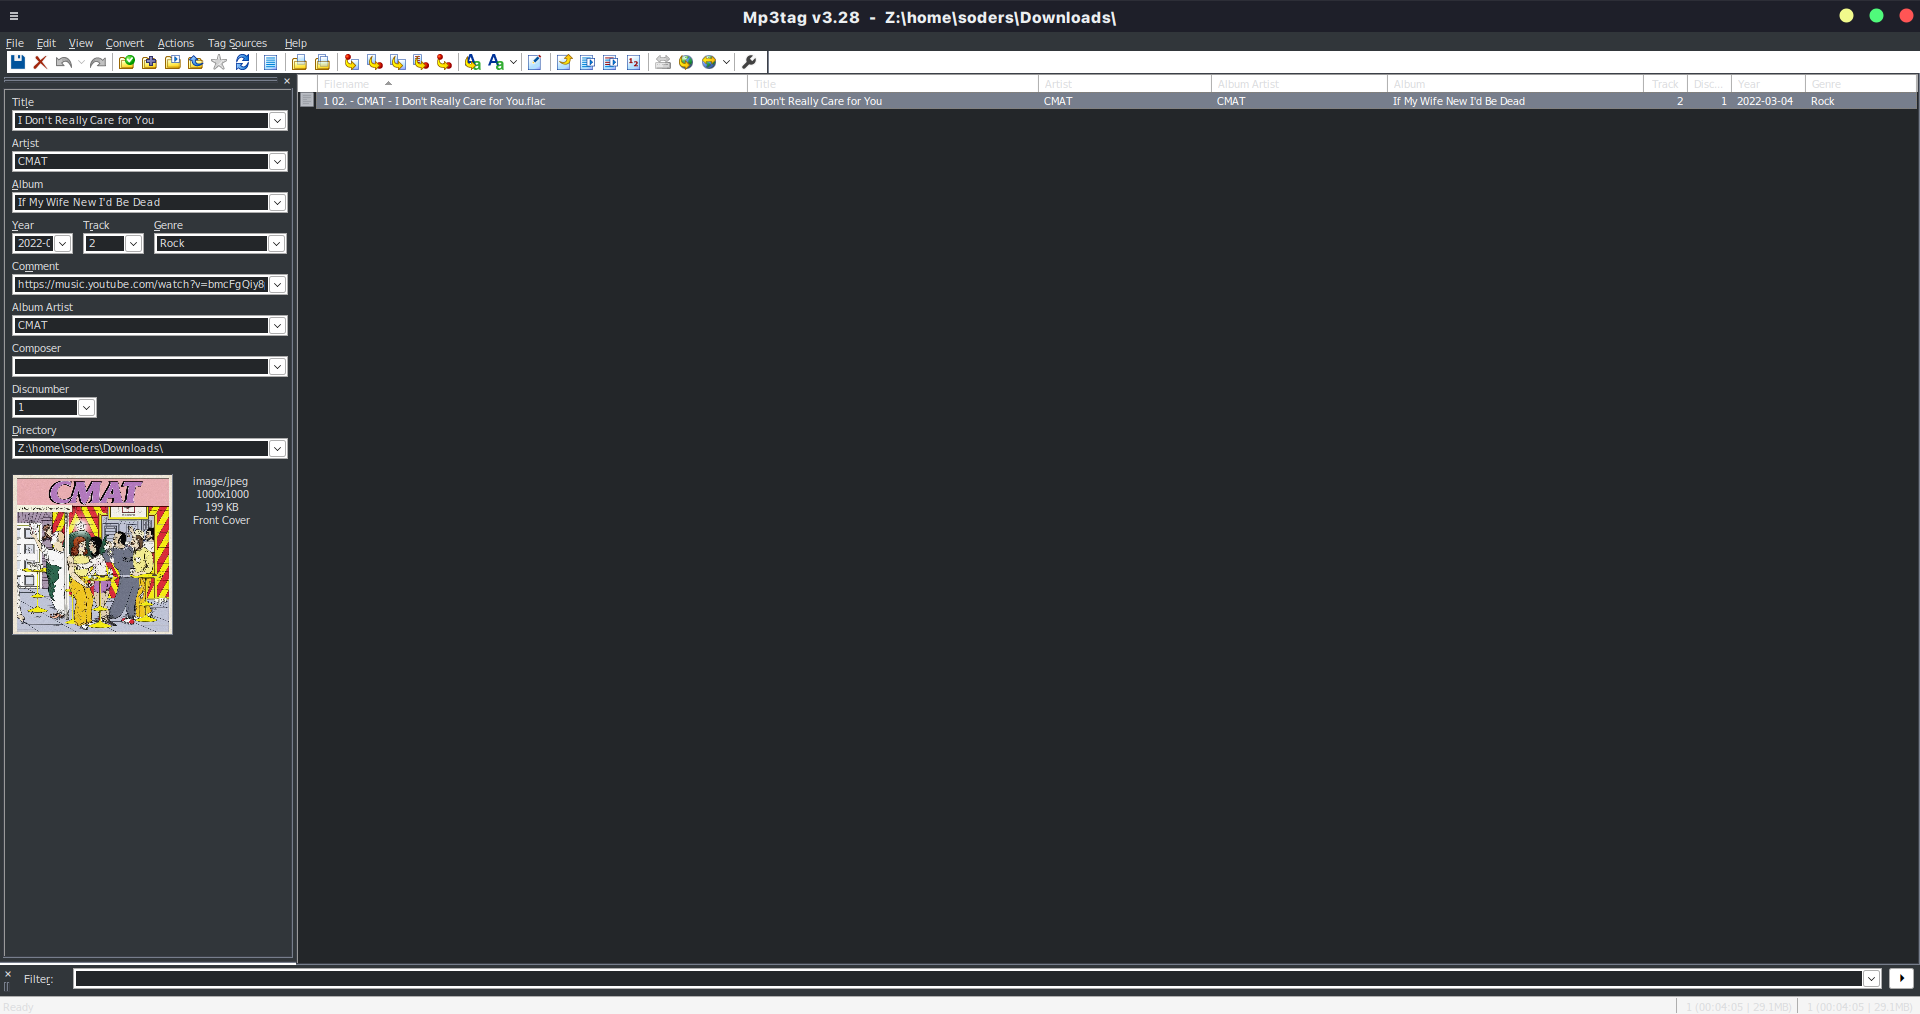 Mp3tag v3.28 - Z:\home\soders\Downloads\
File Edit View Convert Actions Tag Sources Help
Filename Title Artist Album Artist Album Track Disc... Year Genre
1 02. - CMAT - I Don't Really Care for You.flac I Don't Really Care for You CMAT CMAT If My Wife New I'd Be Dead 2 1 2022-03-04 Rock
Title
I Don't Really Care for You
Artist
CMAT
Album
If My Wife New I'd Be Dead
Year Track Genre
2022-0 2 Rock
Comment
https://music.youtube.com/watch?v=bmcFgQiy8
Album Artist
CMAT
Composer
Discnumber
1
Directory
Z:\home\soders\Downloads\
CMAT
image/jpeg
1000x1000
199 KB
Front Cover
Filter:
Ready 1 (00:04:05 | 29.1MB) 1 (00:04:05 | 29.1MB)